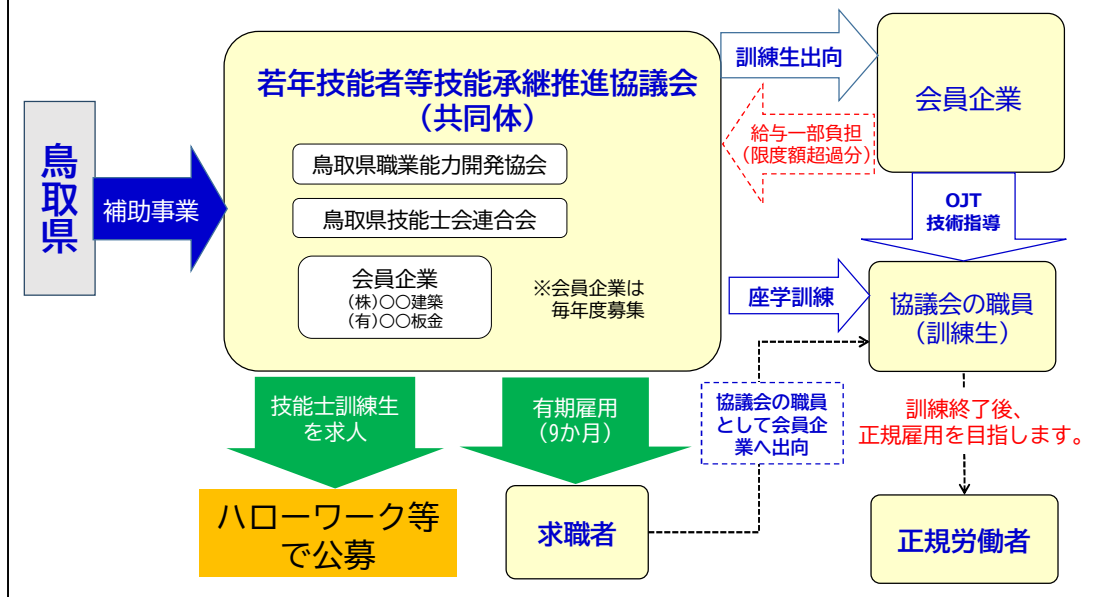 鳥取県
補助事業
若年技能者等技能承継推進協議会
（共同体）
鳥取県職業能力開発協会
鳥取県技能士会連合会
会員企業
(株)〇〇建築
(有)〇〇板金
※会員企業は
毎年度募集
訓練生出向
給与一部負担
（限度額超過分）
会員企業
OJT
技術指導
座学訓練
協議会の職員
（訓練生）
技能士訓練生
を求人
有期雇用
（9か月）
協議会の職員
として会員企
業へ出向
訓練終了後、
正規雇用を目指します。
ハローワーク等
で公募
求職者
正規労働者